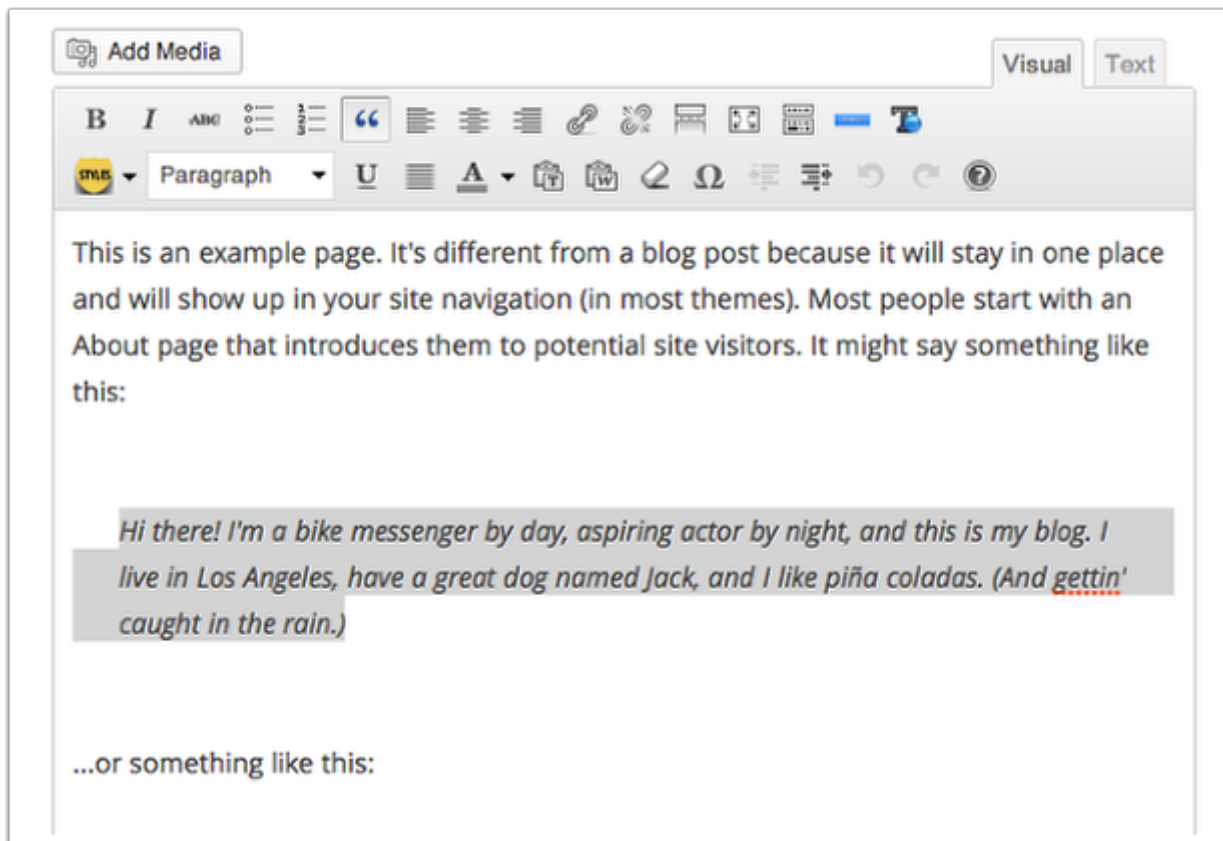 Add Media
Visual Text
B I ABC
STYLES Paragraph U A T W Ω
This is an example page. It's different from a blog post because it will stay in one place
and will show up in your site navigation (in most themes). Most people start with an
About page that introduces them to potential site visitors. It might say something like
this:
Hi there! I'm a bike messenger by day, aspiring actor by night, and this is my blog. I
live in Los Angeles, have a great dog named Jack, and I like piña coladas. (And gettin'
caught in the rain.)
...or something like this: